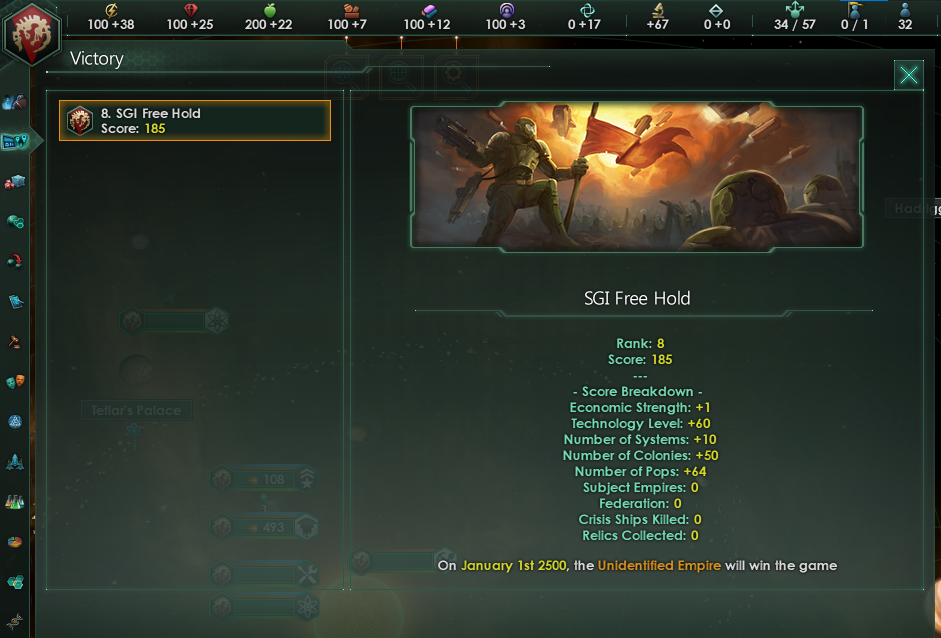 100 +38 100 +25 200 +22 100 +7 100 +12 100 +3 0 +17 +67 0 +0 34 / 57 0 / 1 32
Victory
8. SGI Free Hold
Score: 185
SGI Free Hold
Rank: 8
Score: 185
---
- Score Breakdown -
Economic Strength: +1
Technology Level: +60
Number of Systems: +10
Number of Colonies: +50
Number of Pops: +64
Subject Empires: 0
Federation: 0
Crisis Ships Killed: 0
Relics Collected: 0
On January 1st 2500, the Unidentified Empire will win the game
Tetlar's Palace
108
493